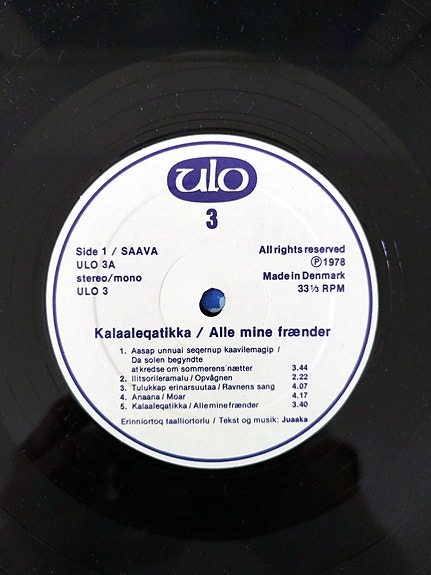 ulo
3
Side 1 / SAAVA
ULO 3A
stereo/mono
ULO 3
All rights reserved
Ⓟ 1978
Made in Denmark
33⅓ RPM
Kalaaleqatikka / Alle mine frænder
1. Aasap unnuai seqernup kaavilemagip /
Da solen begyndte
atkredse om sommerens nætter 3.44
2. Ilitsorileramalu / Opvågnen 2.22
3. Tulukkap erinarsuutaa / Ravnens sang 4.07
4. Anaana / Moar 4.17
5. Kalaaleqatikka / Alle mine frænder 3.40
Erinniortoq taalliortorlu / Tekst og musik: Juaaka